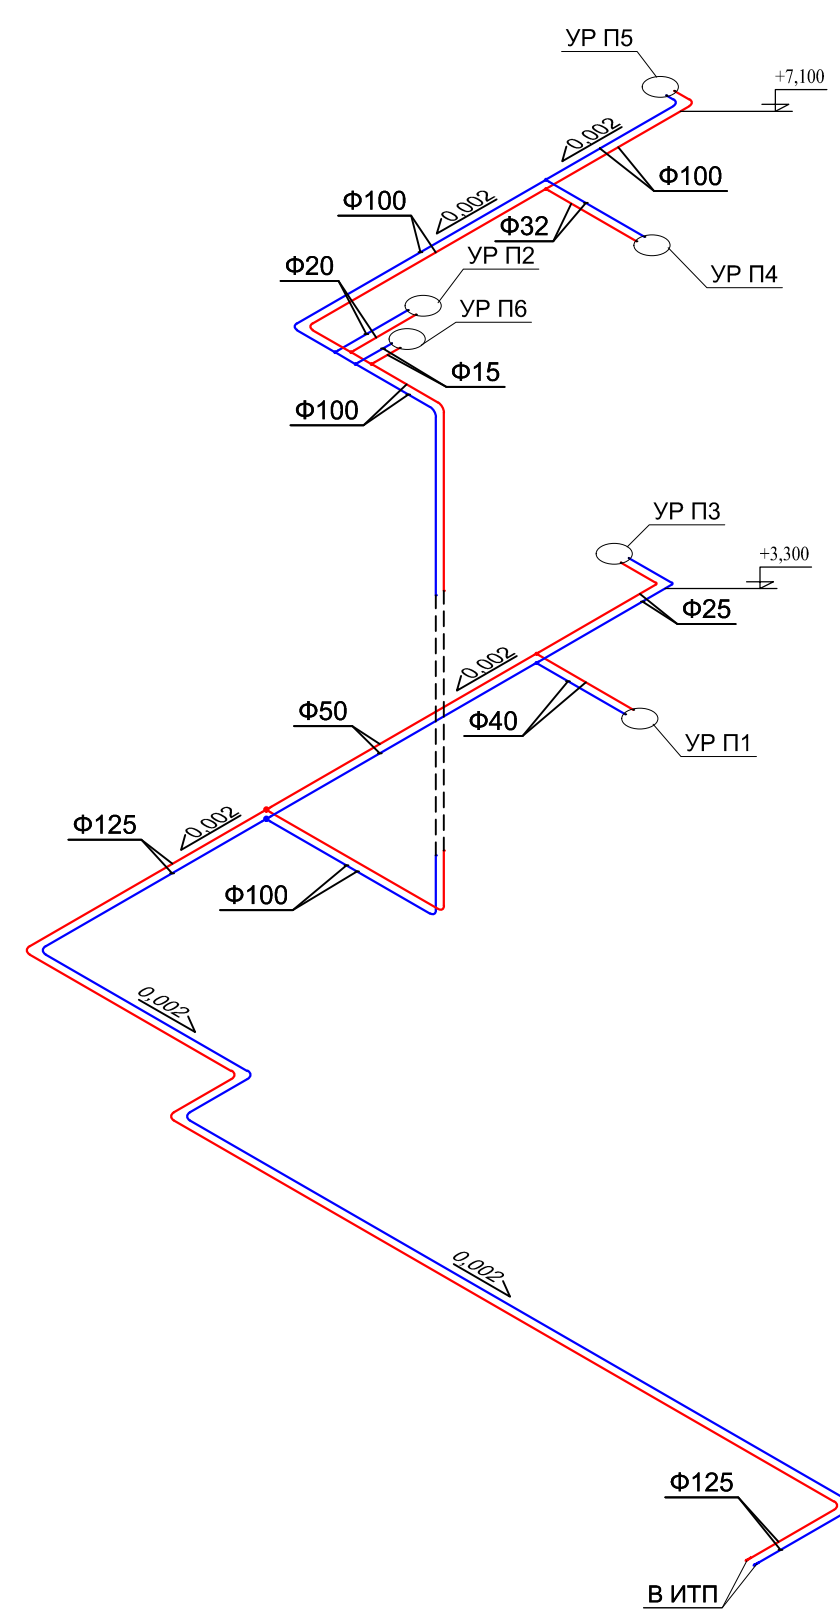 УР П5
+7,100
0,002
Ф100
Ф100
0,002
Ф32
УР П2
УР П4
Ф20
УР П6
Ф15
Ф100
УР П3
+3,300
Ф25
0,002
Ф50
Ф40
УР П1
0,002
Ф125
Ф100
0,002
0,002
Ф125
В ИТП